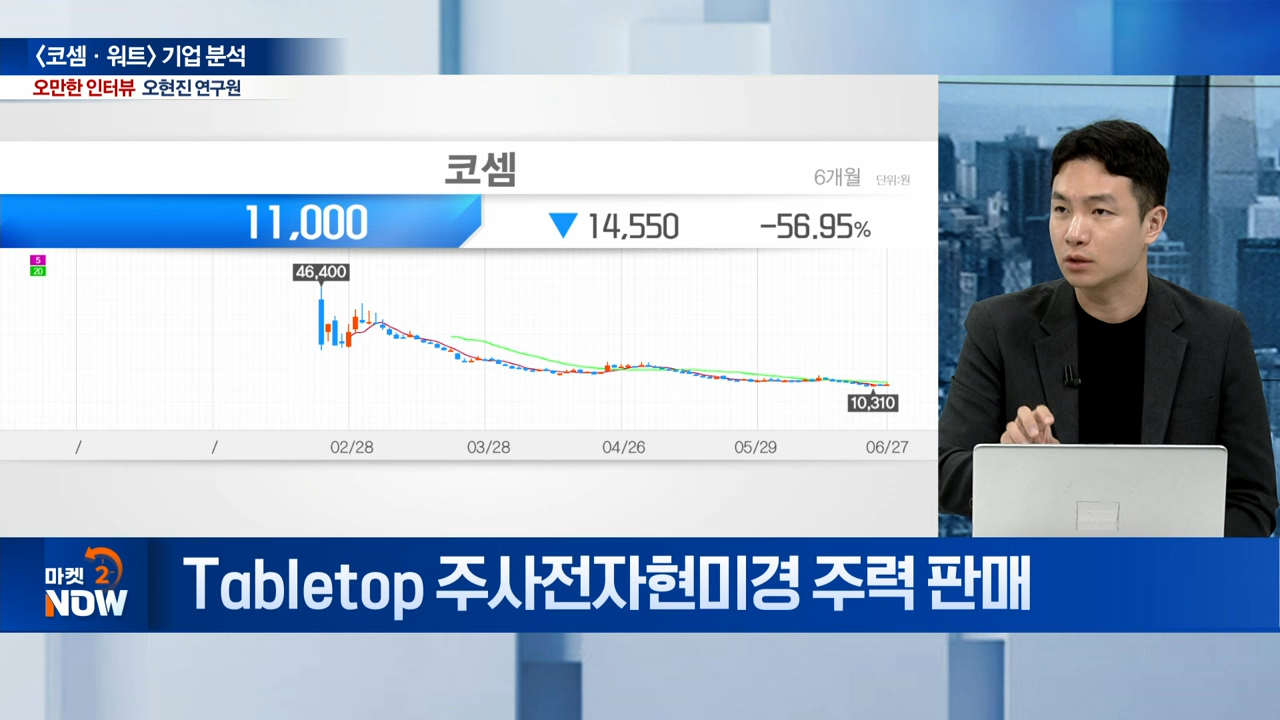 <코셈 · 워트> 기업 분석
오만한 인터뷰 오현진 연구원
코셈
6개월 단위:원
11,000 ▼ 14,550 -56.95%
5
20
46,400
10,310
/ / 02/28 03/28 04/26 05/29 06/27
마켓 2
NOW
Tabletop 주사전자현미경 주력 판매